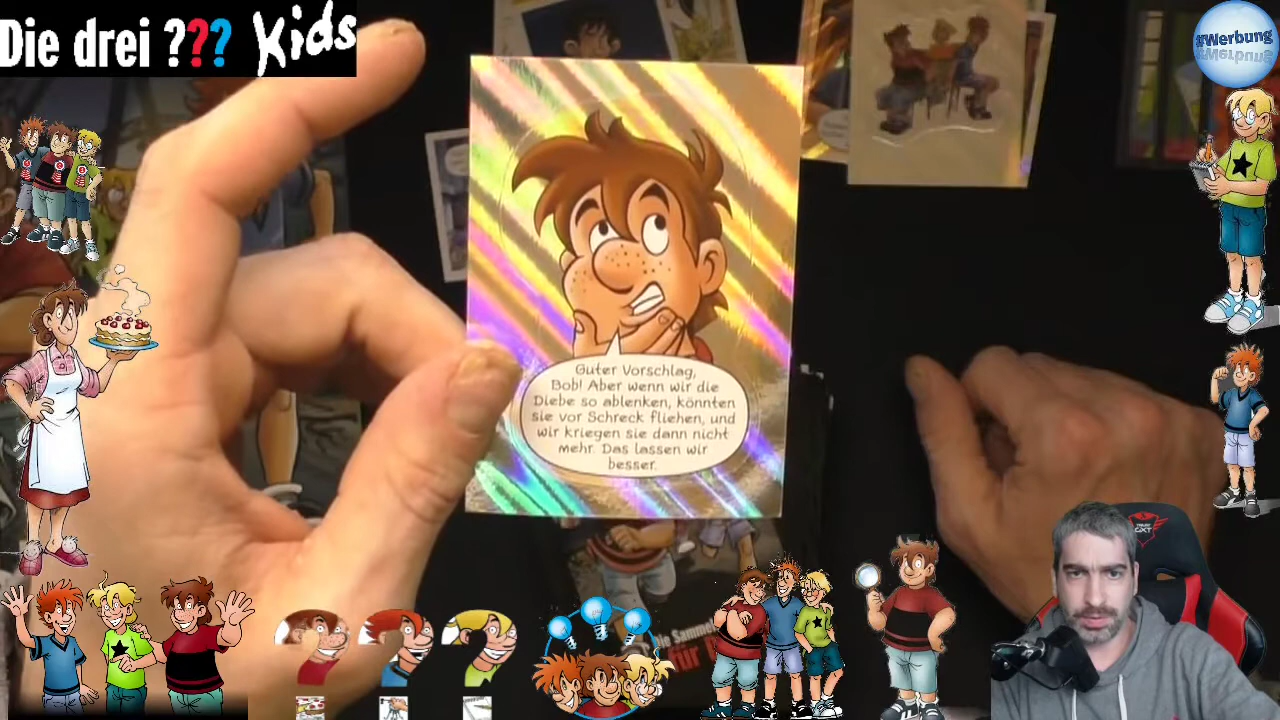 Die drei ??? Kids
#Werbung
Guter Vorschlag,
Bob! Aber wenn wir die
Diebe so ablenken, könnten
sie vor Schreck fliehen, und
wir kriegen sie dann nicht
mehr. Das lassen wir
besser.
???